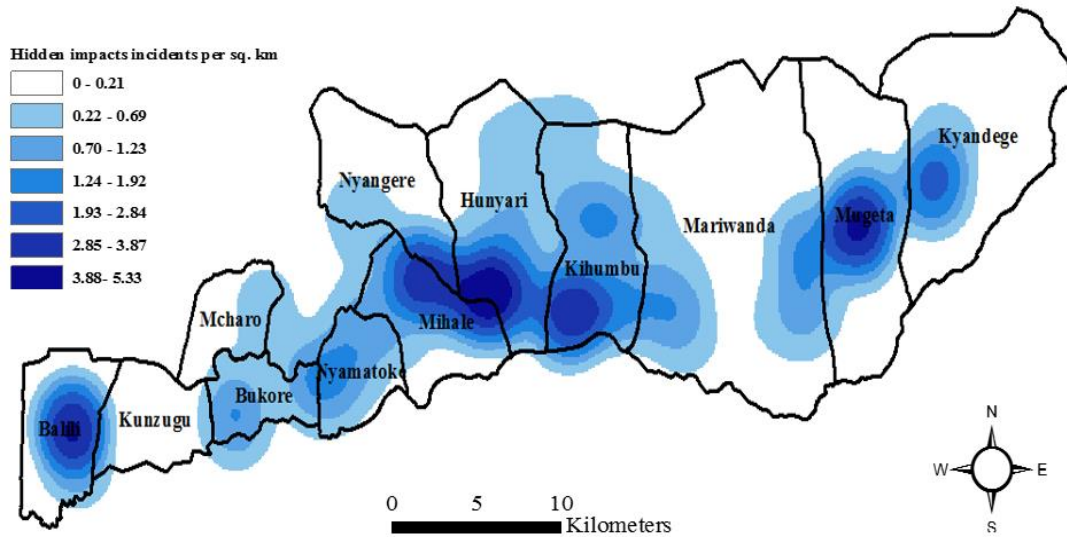 Hidden impacts incidents per sq. km
0 - 0.21
0.22 - 0.69
0.70 - 1.23
1.24 - 1.92
1.93 - 2.84
2.85 - 3.87
3.88- 5.33
Kyandege
Nyangere
Hunyari
Mugeta
Mariwanda
Kihumbu
Mcharo
Mihale
Nyamatoke
Bukore
Kunzugu
Balili
N
W
E
S
0 5 10
Kilometers